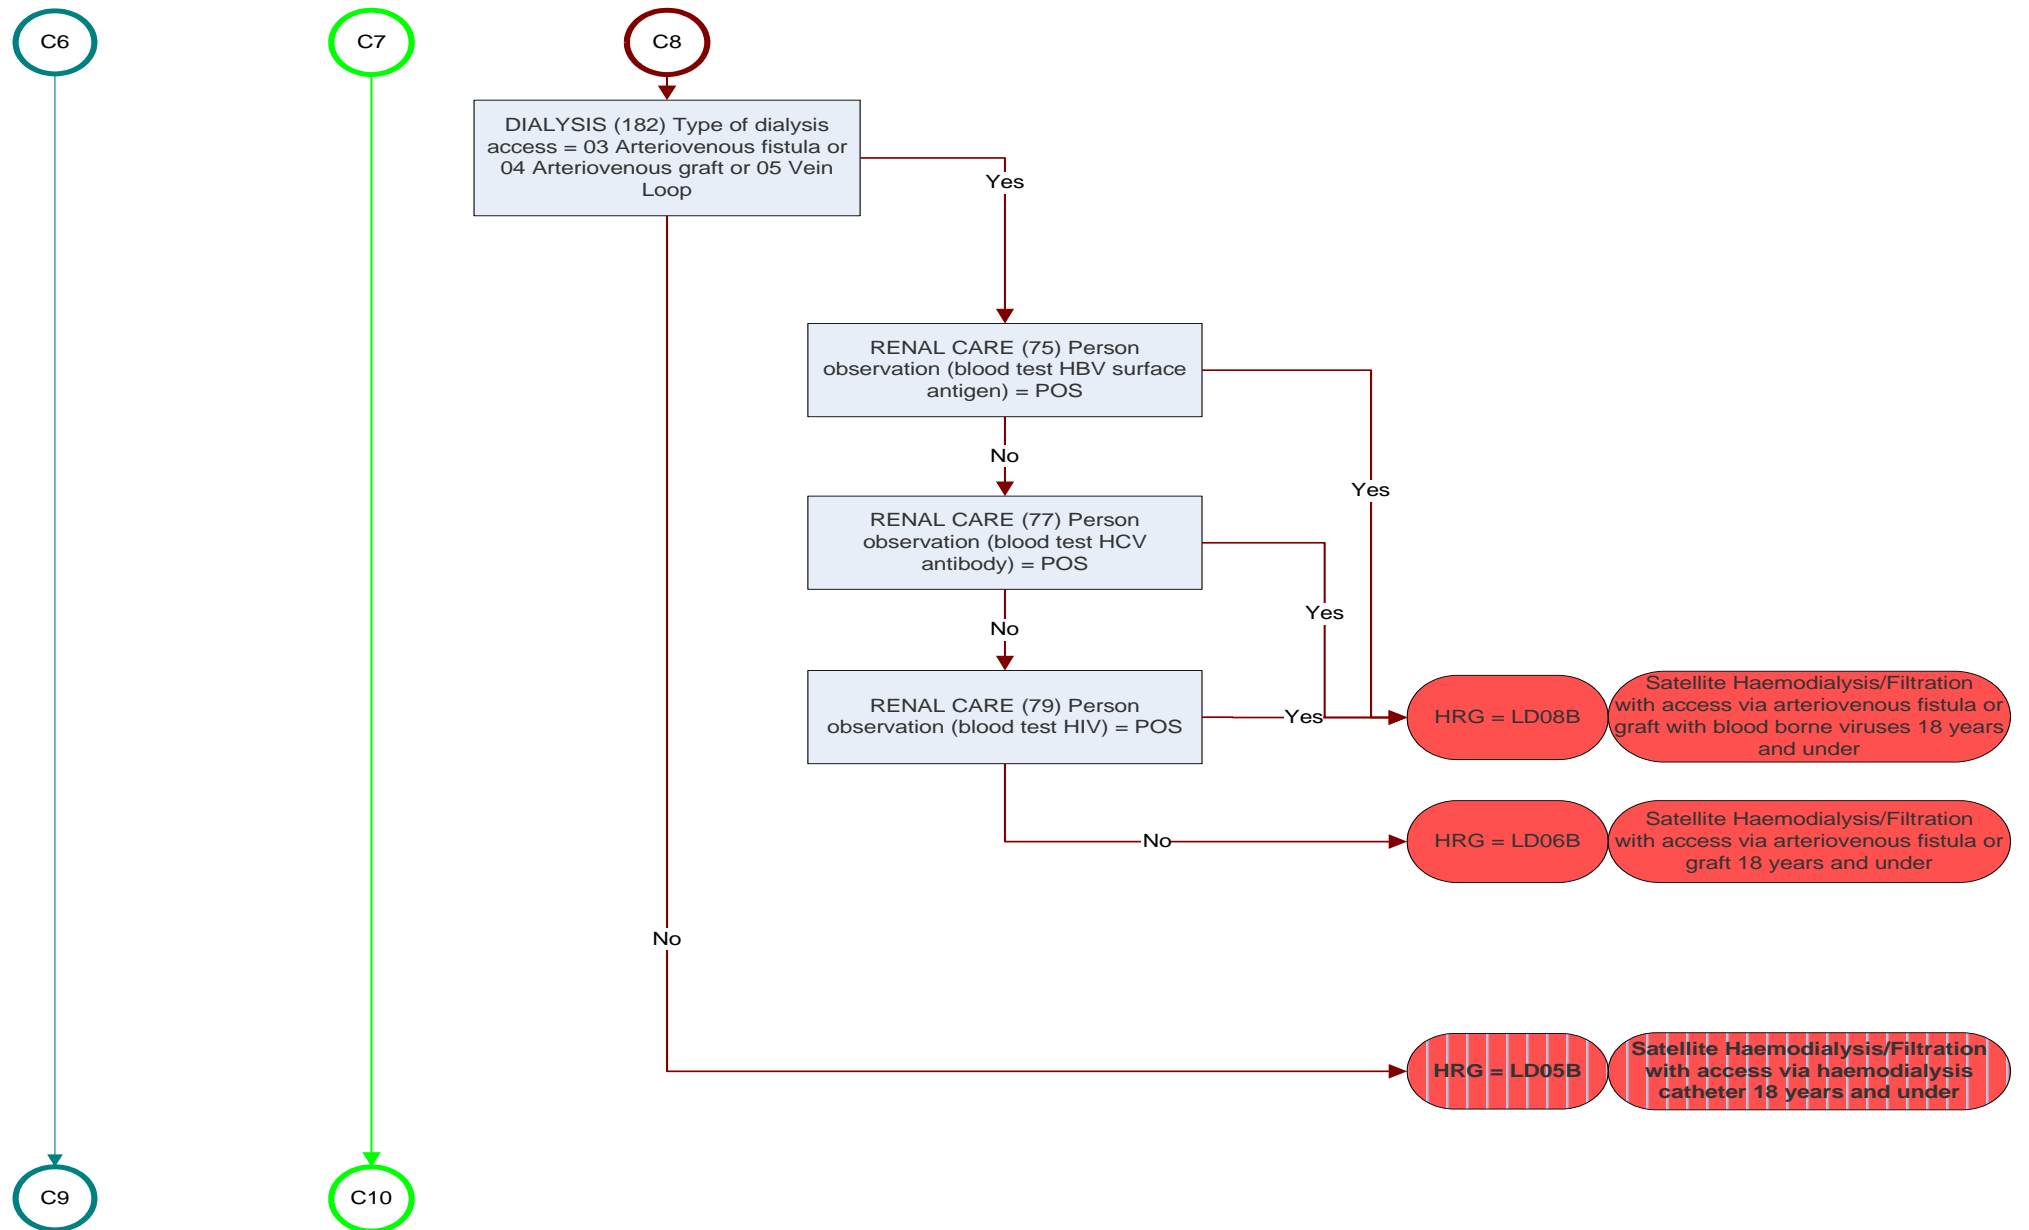 C6
C7
C8
DIALYSIS (182) Type of dialysis
access = 03 Arteriovenous fistula or
04 Arteriovenous graft or 05 Vein
Loop
Yes
RENAL CARE (75) Person
observation (blood test HBV surface
antigen) = POS
No
Yes
RENAL CARE (77) Person
observation (blood test HCV
antibody) = POS
Yes
No
RENAL CARE (79) Person
observation (blood test HIV) = POS
Yes
HRG = LD08B
Satellite Haemodialysis/Filtration
with access via arteriovenous fistula or
graft with blood borne viruses 18 years
and under
No
HRG = LD06B
Satellite Haemodialysis/Filtration
with access via arteriovenous fistula or
graft 18 years and under
No
HRG = LD05B
Satellite Haemodialysis/Filtration
with access via haemodialysis
catheter 18 years and under
C9
C10